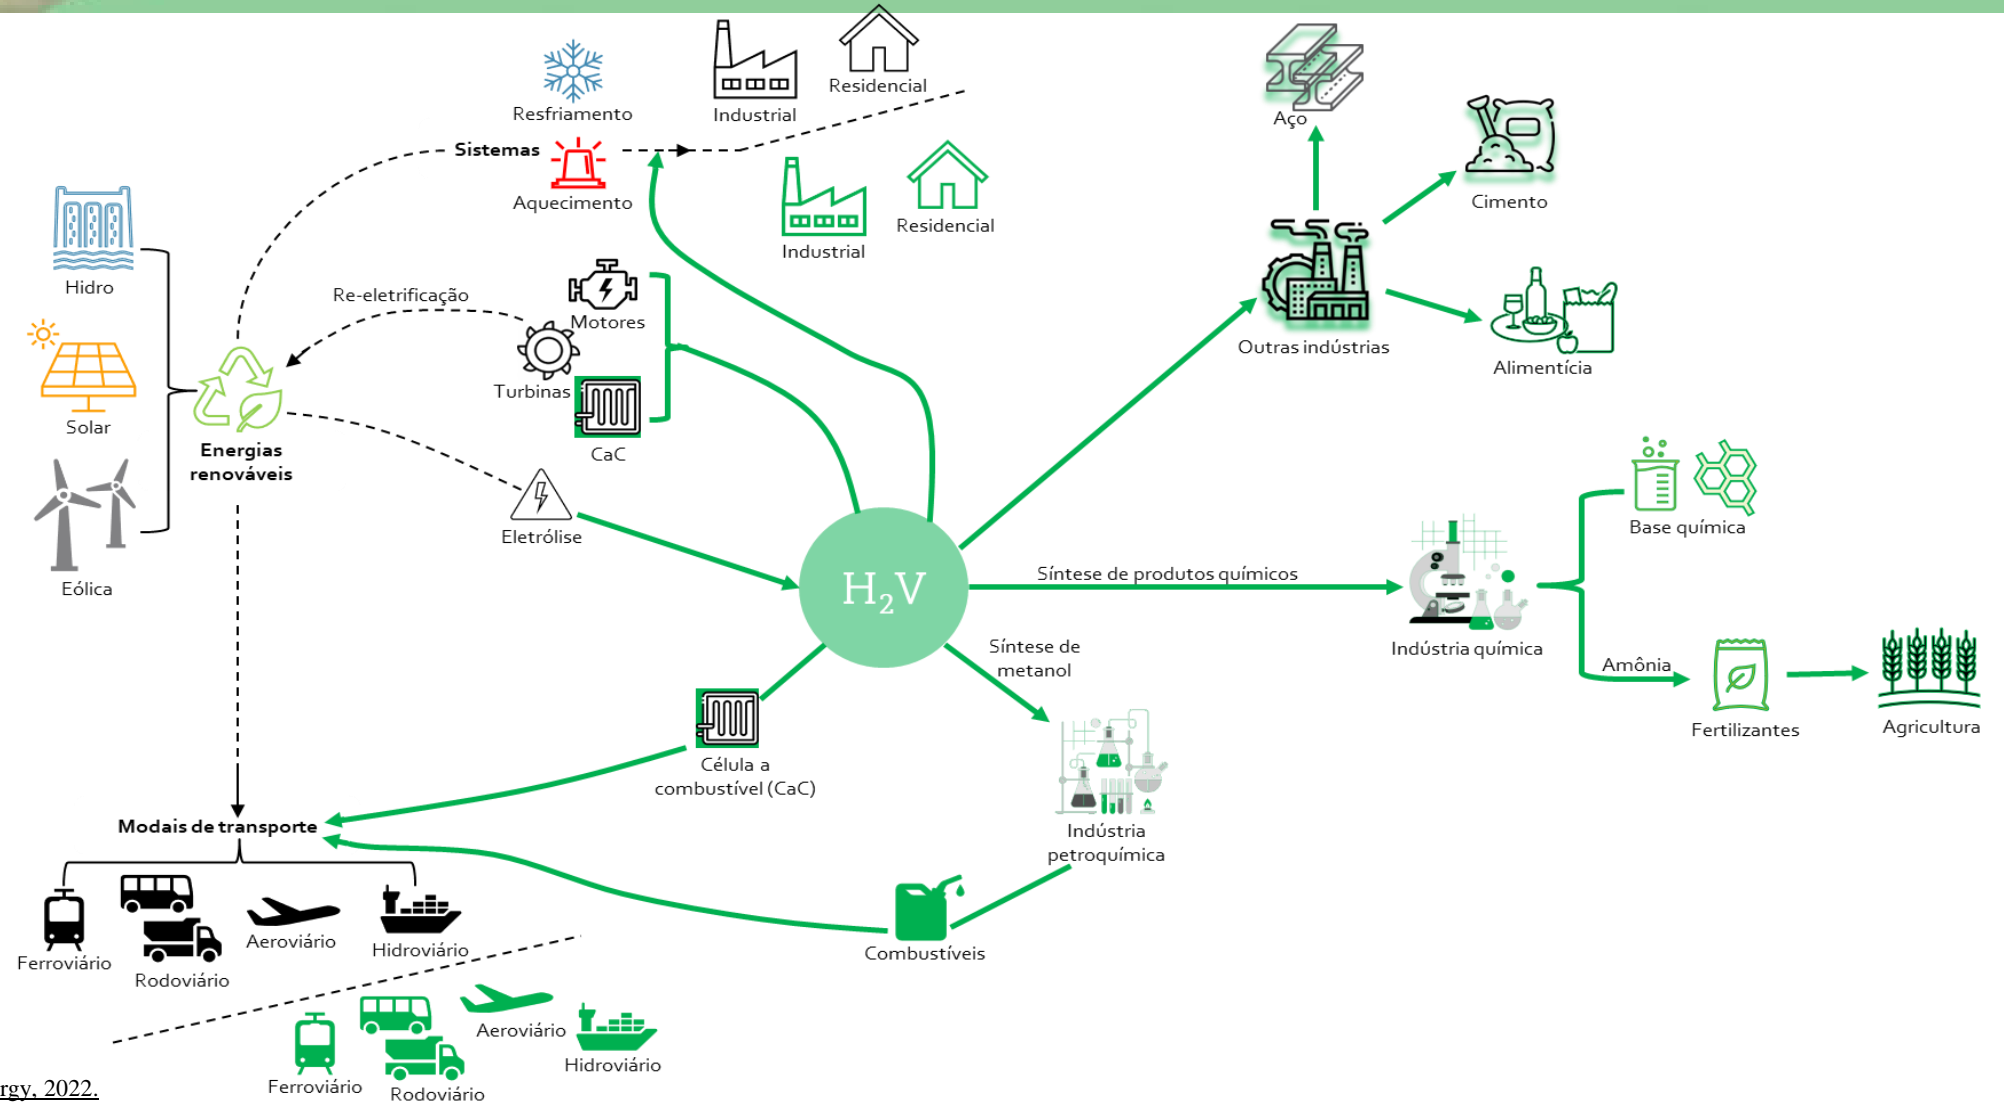 Residencial
Industrial
Resfriamento
Sistemas
Aquecimento
Residencial
Industrial
Hidro
Solar
Eólica
Energias
renováveis
Re-eletrificação
Motores
Turbinas
CaC
Eletrólise
H₂V
Aço
Cimento
Outras indústrias
Alimentícia
Síntese de produtos químicos
Indústria química
Base química
Amônia
Fertilizantes
Agricultura
Síntese de
metanol
Indústria
petroquímica
Célula a
combustível (CaC)
Combustíveis
Modais de transporte
Ferroviário
Rodoviário
Aeroviário
Hidroviário
Ferroviário
Rodoviário
Aeroviário
Hidroviário
rgy, 2022.